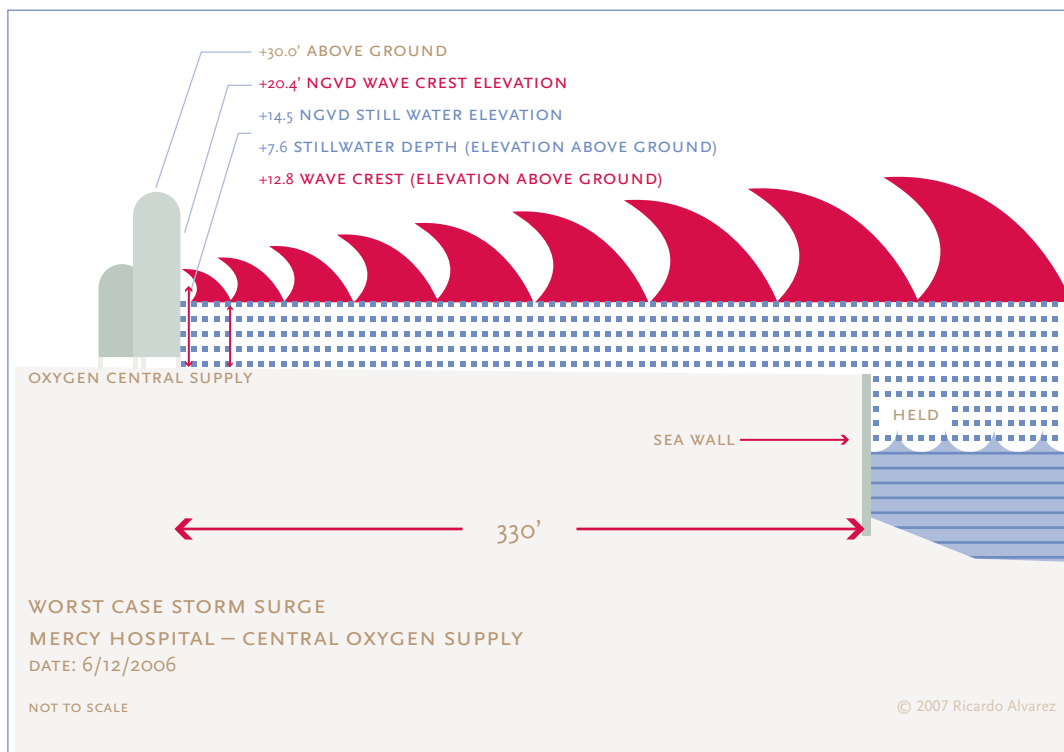 +30.0' ABOVE GROUND
+20.4' NGVD WAVE CREST ELEVATION
+14.5 NGVD STILL WATER ELEVATION
+7.6 STILLWATER DEPTH (ELEVATION ABOVE GROUND)
+12.8 WAVE CREST (ELEVATION ABOVE GROUND)
OXYGEN CENTRAL SUPPLY
HELD
SEA WALL
330'
WORST CASE STORM SURGE
MERCY HOSPITAL – CENTRAL OXYGEN SUPPLY
DATE: 6/12/2006
NOT TO SCALE
© 2007 Ricardo Alvarez